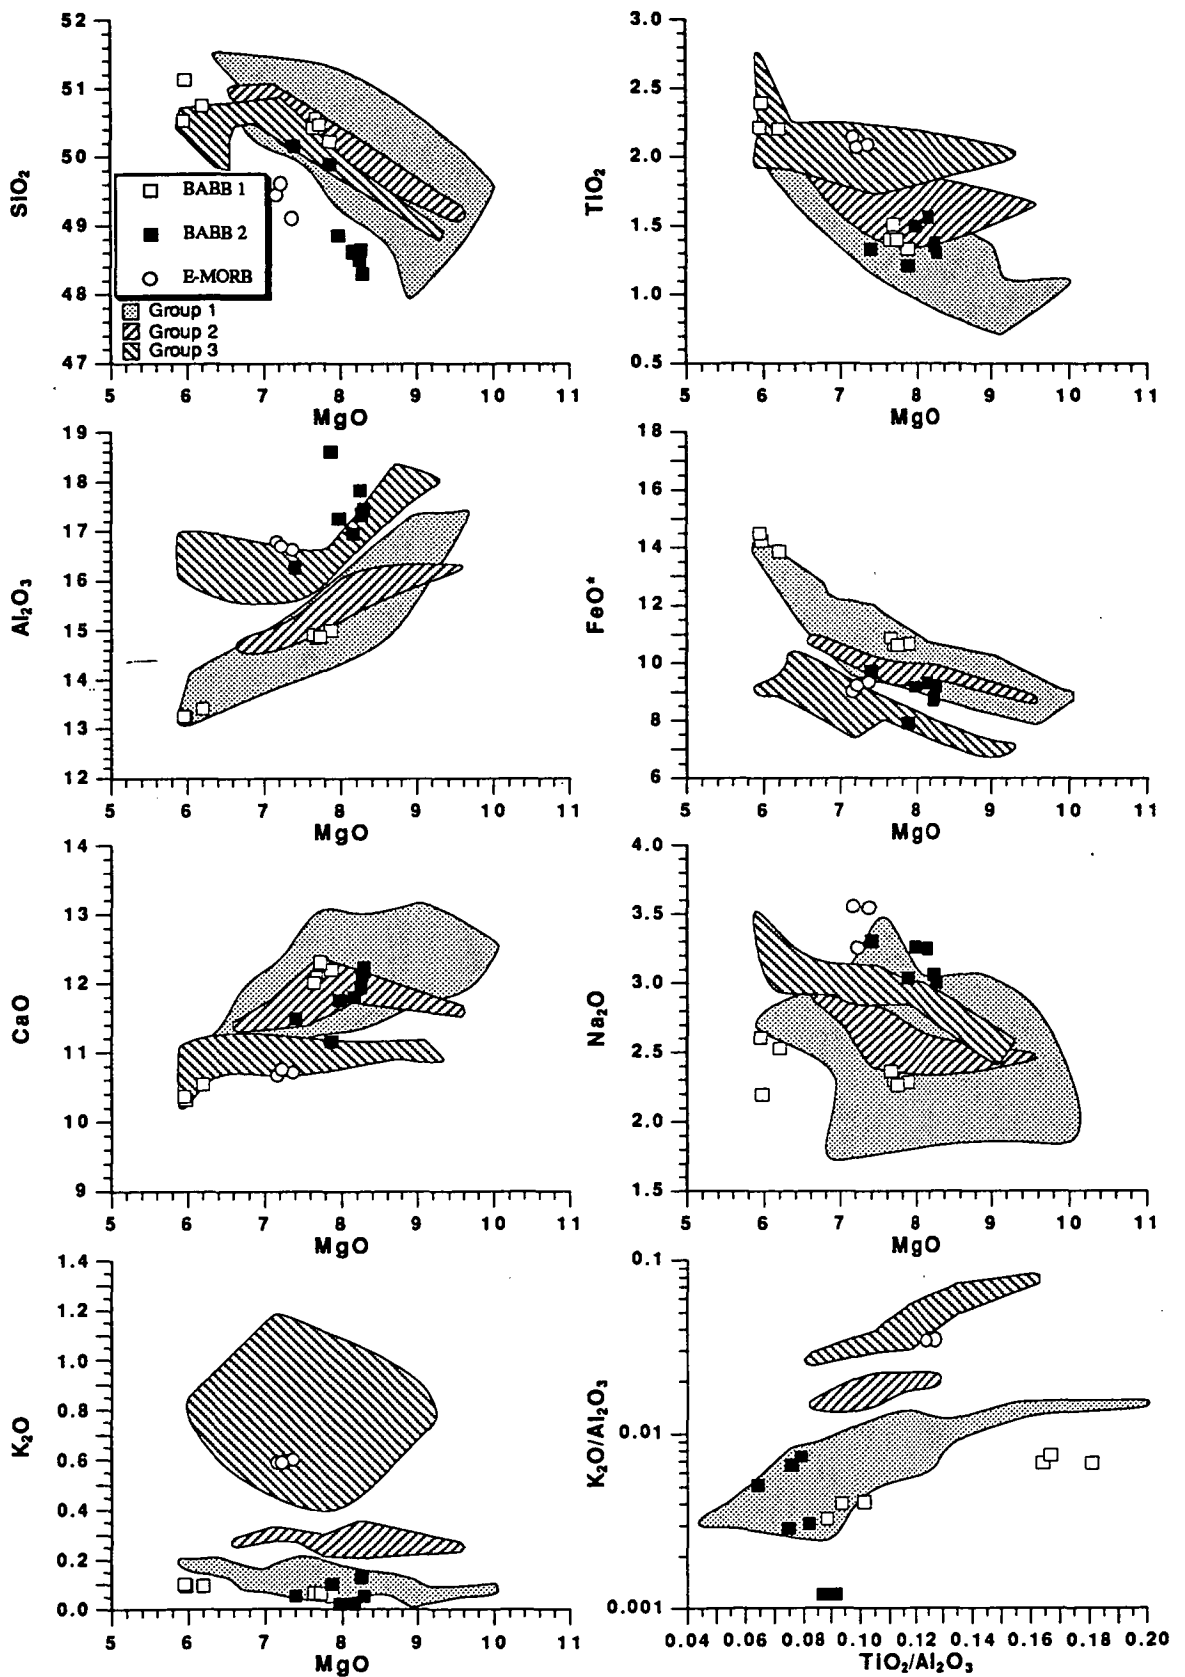 52
51
50
49
48
47
SiO₂
BABB 1
BABB 2
E-MORB
Group 1
Group 2
Group 3
5 6 7 8 9 10 11
MgO
3.0
2.5
2.0
1.5
1.0
0.5
TiO₂
5 6 7 8 9 10 11
MgO
19
18
17
16
15
14
13
12
Al₂O₃
5 6 7 8 9 10 11
MgO
18
16
14
12
10
8
6
FeO*
5 6 7 8 9 10 11
MgO
14
13
12
11
10
9
CaO
5 6 7 8 9 10 11
MgO
4.0
3.5
3.0
2.5
2.0
1.5
Na₂O
5 6 7 8 9 10 11
MgO
1.4
1.2
1.0
0.8
0.6
0.4
0.2
0.0
K₂O
5 6 7 8 9 10 11
MgO
0.1
0.01
0.001
K₂O/Al₂O₃
0.04 0.06 0.08 0.10 0.12 0.14 0.16 0.18 0.20
TiO₂/Al₂O₃